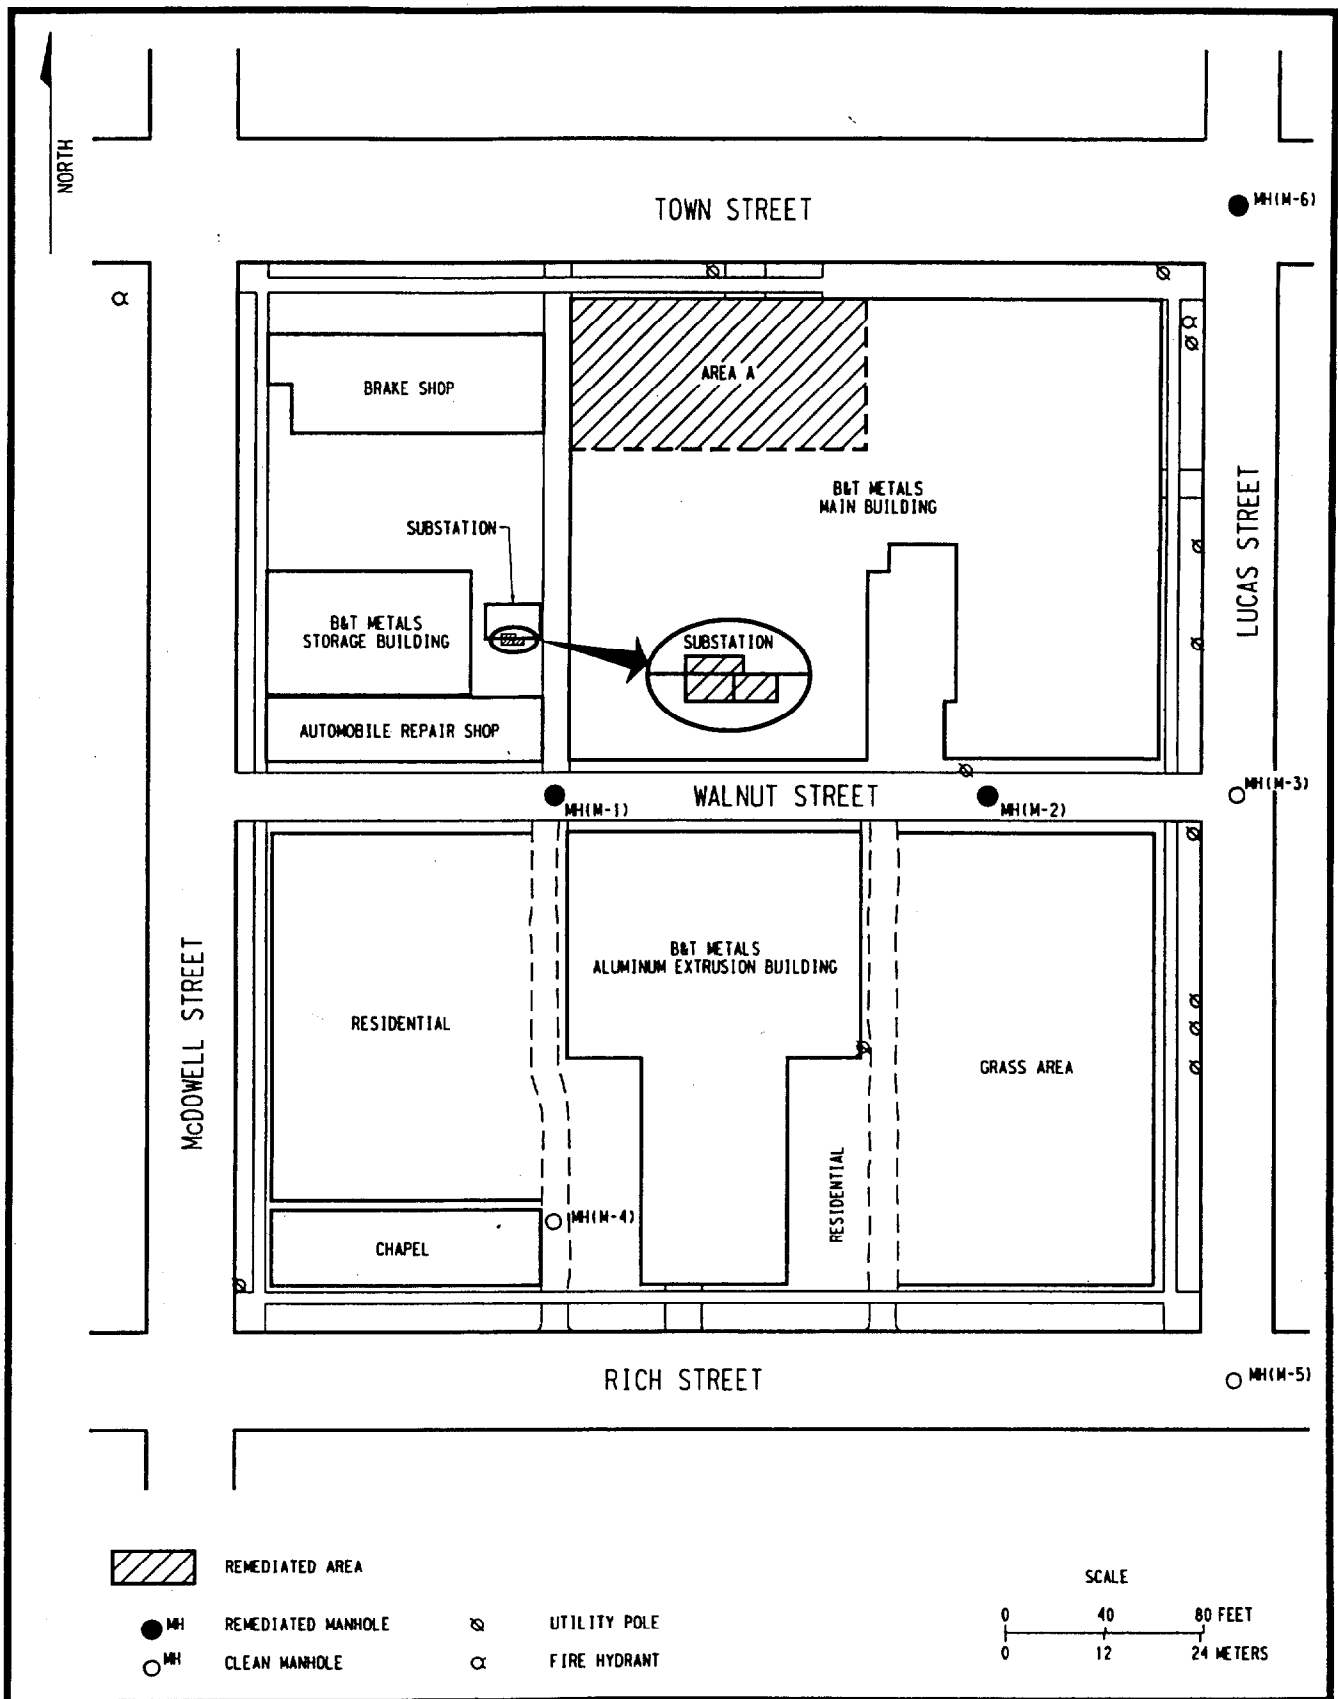 NORTH
TOWN STREET
MH(M-6)
AREA A
BRAKE SHOP
B&T METALS
MAIN BUILDING
SUBSTATION
LUCAS STREET
B&T METALS
STORAGE BUILDING
SUBSTATION
AUTOMOBILE REPAIR SHOP
MH(M-3)
WALNUT STREET
MH(M-1)
MH(M-2)
McDOWELL STREET
B&T METALS
ALUMINUM EXTRUSION BUILDING
RESIDENTIAL
GRASS AREA
RESIDENTIAL
MH(M-4)
CHAPEL
RICH STREET
MH(M-5)
REMEDIATED AREA
SCALE
0 40 80 FEET
0 12 24 METERS
MH REMEDIATED MANHOLE
UTILITY POLE
MH CLEAN MANHOLE
FIRE HYDRANT